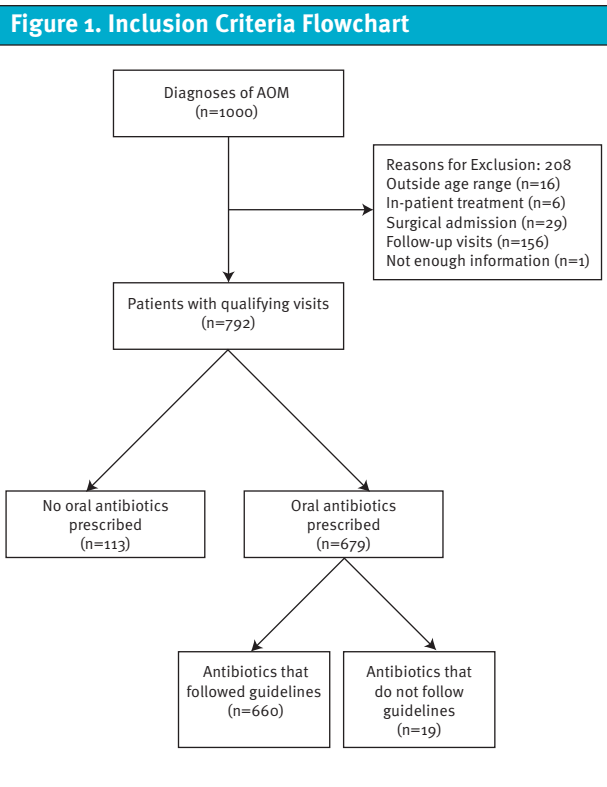 Figure 1. Inclusion Criteria Flowchart
Diagnoses of AOM
(n=1000)
Reasons for Exclusion: 208
Outside age range (n=16)
In-patient treatment (n=6)
Surgical admission (n=29)
Follow-up visits (n=156)
Not enough information (n=1)
Patients with qualifying visits
(n=792)
No oral antibiotics
prescribed
(n=113)
Oral antibiotics
prescribed
(n=679)
Antibiotics that
followed guidelines
(n=660)
Antibiotics that
do not follow
guidelines
(n=19)